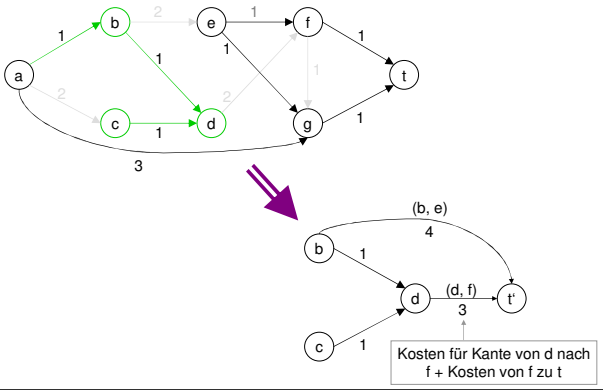 b 2 e 1 f
1 1 1 1
a 2 2 1 t
c 1 d g 1
3
(b, e)
4
b
1
d (d, f) t‘
3
c 1
Kosten für Kante von d nach
f + Kosten von f zu t